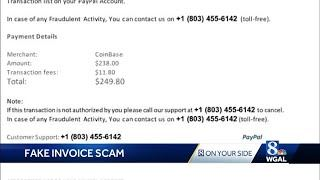 Transaction list on your PayPal Account.
In case of any Fraudulent Activity, You can contact us on +1 (803) 455-6142 (toll-free).
Payment Details
Merchant: CoinBase
Amount: $238.00
Transaction fees: $11.80
Total: $249.80
Note:
If this transaction is not authorized by you please call our support at +1 (803) 455-6142 to cancel.
In case of any Fraudulent Activity, You can contact us on +1 (803) 455-6142 (toll-free).
Customer Support: +1 (803) 455-6142 PayPal
FAKE INVOICE SCAM
8 ON YOUR SIDE
8
WGAL